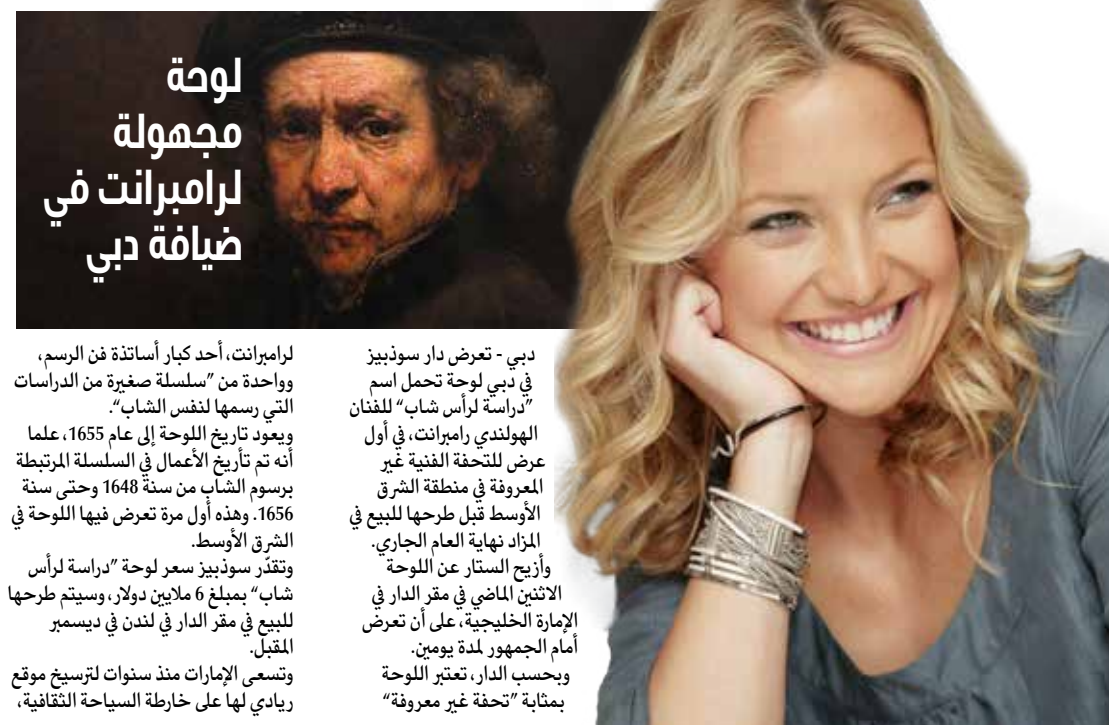 لوحة
مجهولة
لرامبرانت في
ضيافة دبي
دبي - تعرض دار سوذبيز
في دبي لوحة تحمل اسم
”دراسة لرأس شاب“ للفنان
الهولندي رامبرانت، في أول
عرض للتحفة الفنية غير
المعروفة في منطقة الشرق
الأوسط قبل طرحها للبيع في
المزاد نهاية العام الجاري.
وأزيح الستار عن اللوحة
الاثنين الماضي في مقر الدار في
الإمارة الخليجية، على أن تعرض
أمام الجمهور لمدة يومين.
وبحسب الدار، تعتبر اللوحة
بمثابة ”تحفة غير معروفة“
لرامبرانت، أحد كبار أساتذة فن الرسم،
وواحدة من ”سلسلة صغيرة من الدراسات
التي رسمها لنفس الشاب“.
ويعود تاريخ اللوحة إلى عام 1655، علما
أنه تم تأريخ الأعمال في السلسلة المرتبطة
برسوم الشاب من سنة 1648 وحتى سنة
1656. وهذه أول مرة تعرض فيها اللوحة في
الشرق الأوسط.
وتقدّر سوذبيز سعر لوحة ”دراسة لرأس
شاب“ بمبلغ 6 ملايين دولار، وسيتم طرحها
للبيع في مقر الدار في لندن في ديسمبر
المقبل.
وتسعى الإمارات منذ سنوات لترسيخ موقع
ريادي لها على خارطة السياحة الثقافية،